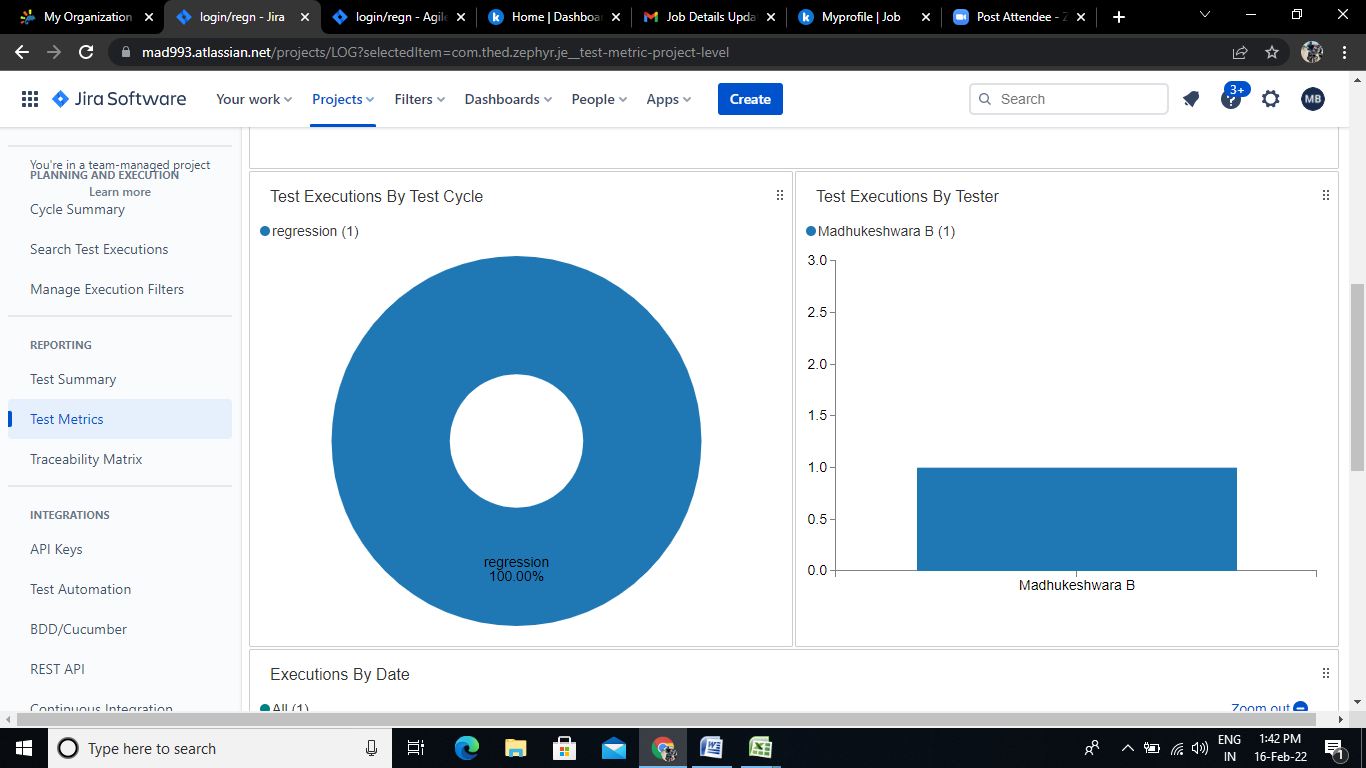 My Organization
login/regn - Jira
login/regn - Agile
Home | Dashboa
Job Details Upda
Myprofile | Job
Post Attendee - Z
mad993.atlassian.net/projects/LOG?selectedItem=com.thed.zephyr.je__test-metric-project-level
Jira Software
Your work
Projects
Filters
Dashboards
People
Apps
Create
Search
3+
MB
You're in a team-managed project
PLANNING AND EXECUTION
Learn more
Cycle Summary
Search Test Executions
Manage Execution Filters
REPORTING
Test Summary
Test Metrics
Traceability Matrix
INTEGRATIONS
API Keys
Test Automation
BDD/Cucumber
REST API
Continuous Integration
Test Executions By Test Cycle
regression (1)
regression
100.00%
Test Executions By Tester
Madhukeshwara B (1)
3.0
2.5
2.0
1.5
1.0
0.5
0.0
Madhukeshwara B
Executions By Date
All (1)
Zoom out
Type here to search
ENG
IN
1:42 PM
16-Feb-22
1